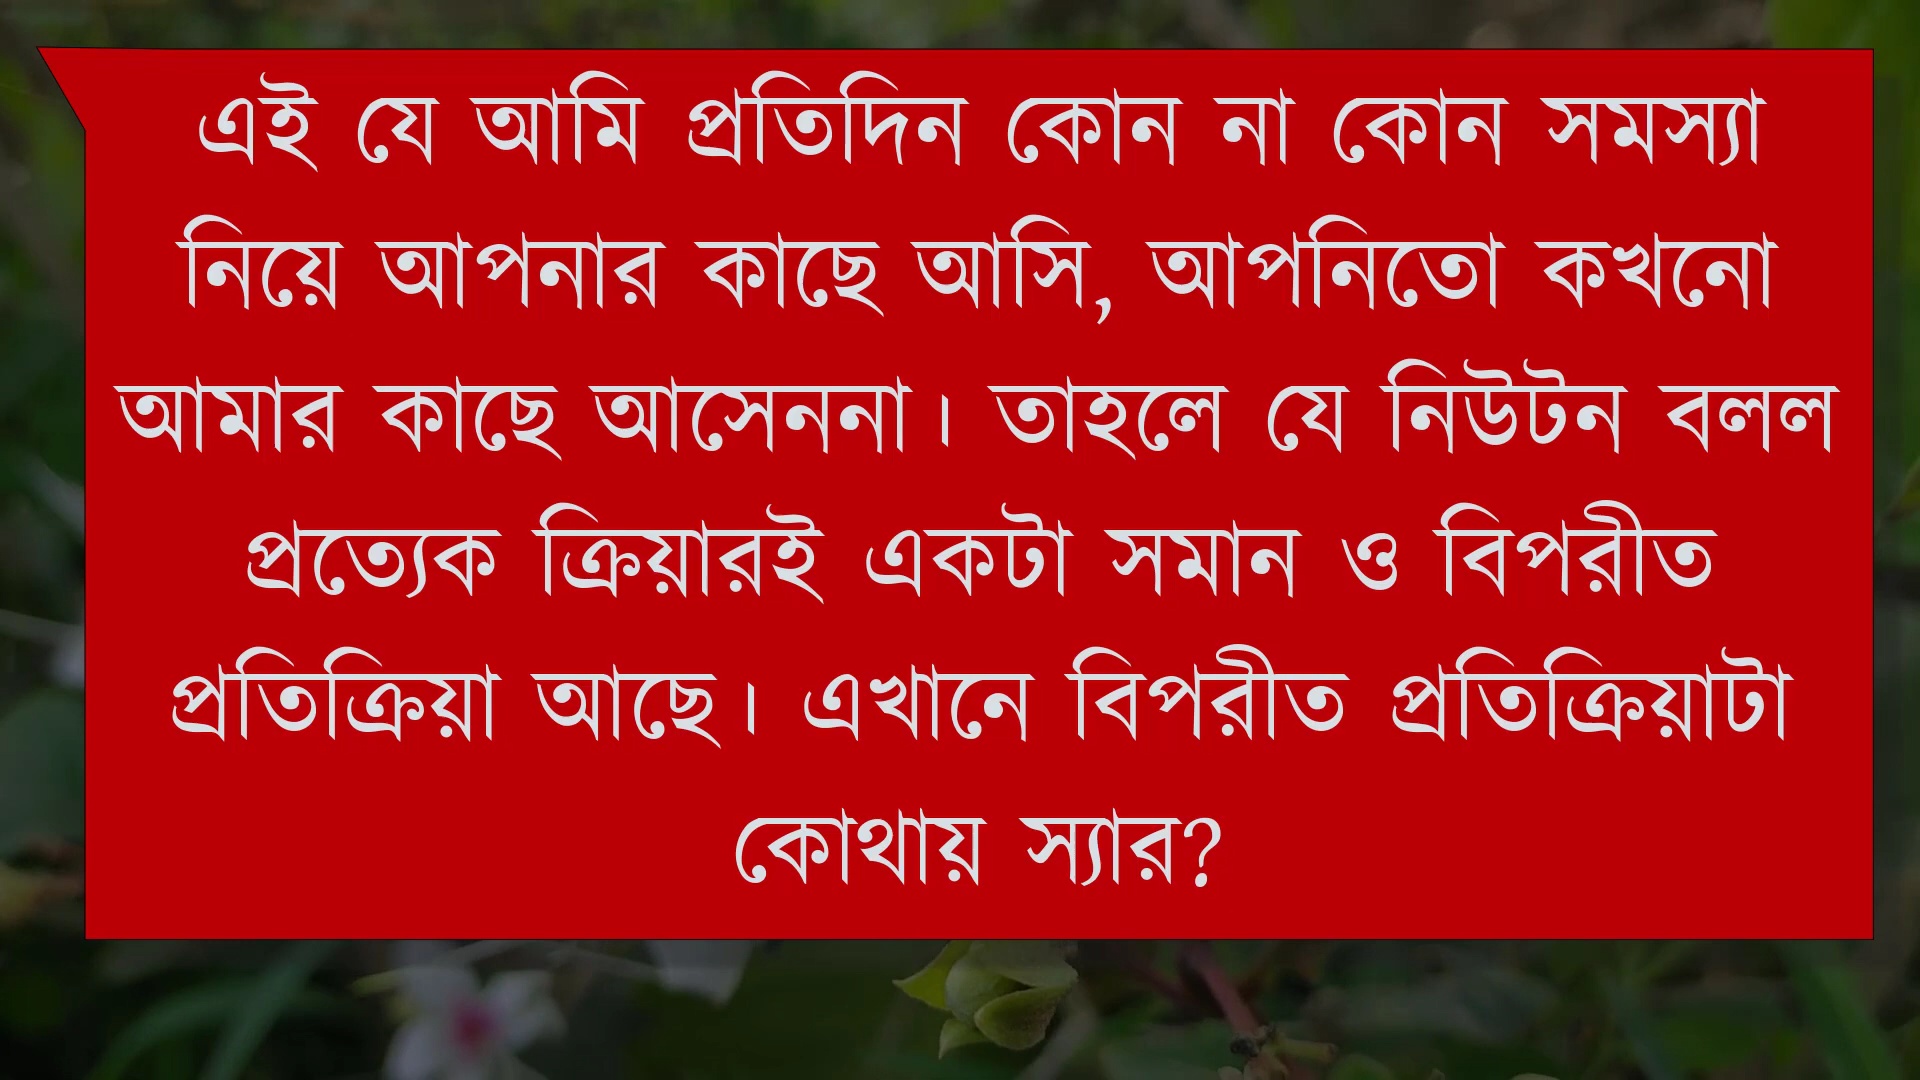 এই যে আমি প্রতিদিন কোন না কোন সমস্যা
নিয়ে আপনার কাছে আসি, আপনিতো কখনো
আমার কাছে আসেননা। তাহলে যে নিউটন বলল
প্রত্যেক ক্রিয়ারই একটা সমান ও বিপরীত
প্রতিক্রিয়া আছে। এখানে বিপরীত প্রতিক্রিয়াটা
কোথায় স্যার?